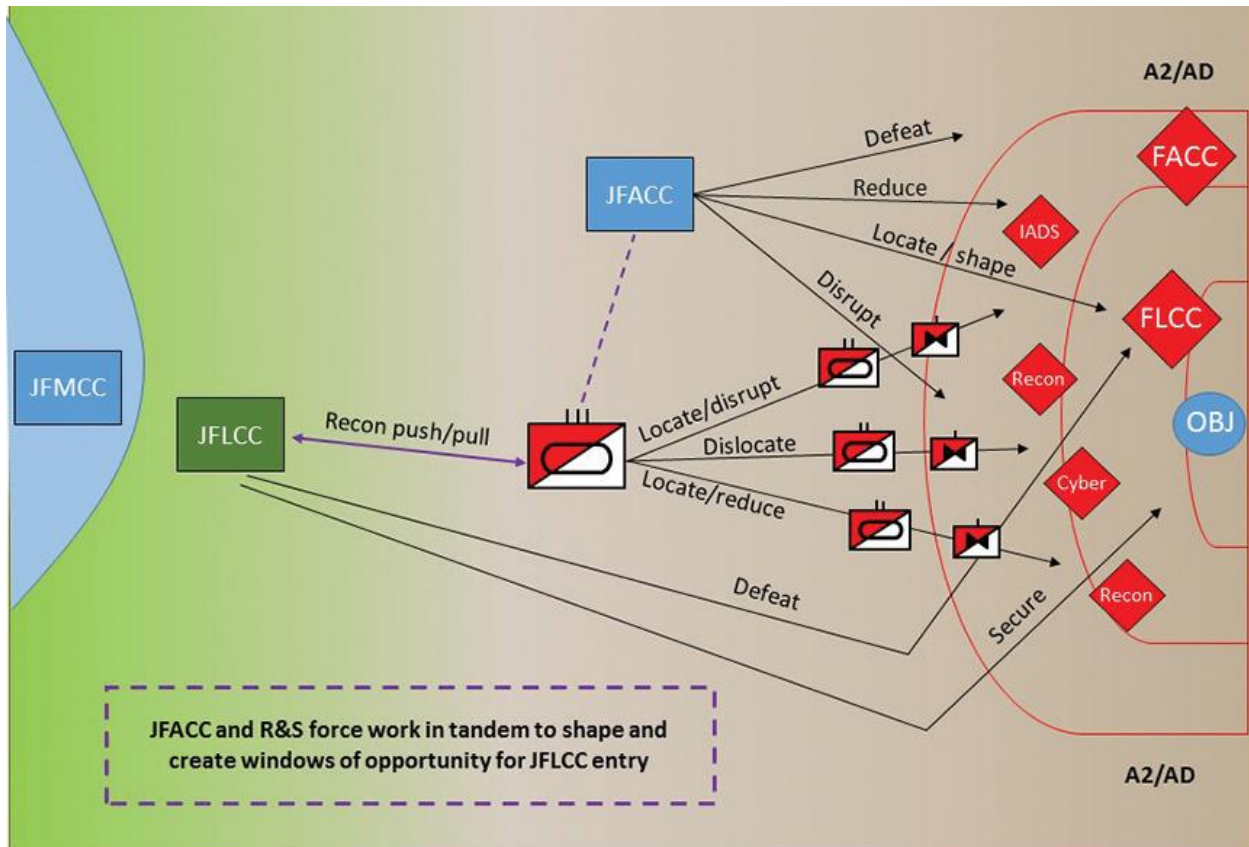 A2/AD
Defeat
FACC
JFACC
Reduce
IADS
Locate / shape
Disrupt
FLCC
JFMCC
Recon
Locate/disrupt
JFLCC
Recon push/pull
OBJ
Dislocate
Locate/reduce
Cyber
Defeat
Secure
Recon
JFACC and R&S force work in tandem to shape and
create windows of opportunity for JFLCC entry
A2/AD